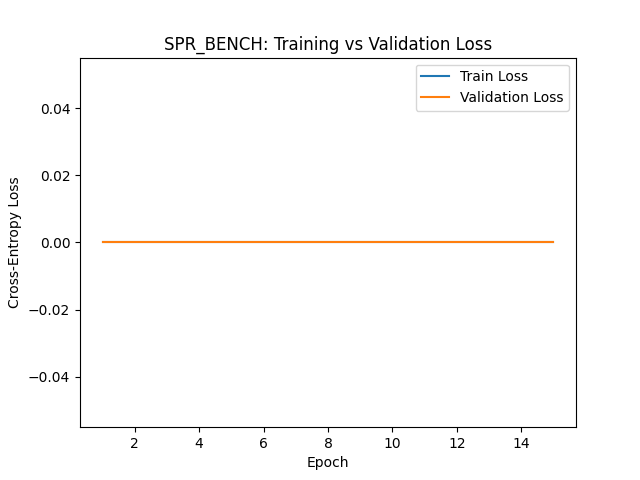 SPR_BENCH: Training vs Validation Loss
Train Loss
Validation Loss
Cross-Entropy Loss
0.04
0.02
0.00
−0.02
−0.04
2 4 6 8 10 12 14
Epoch